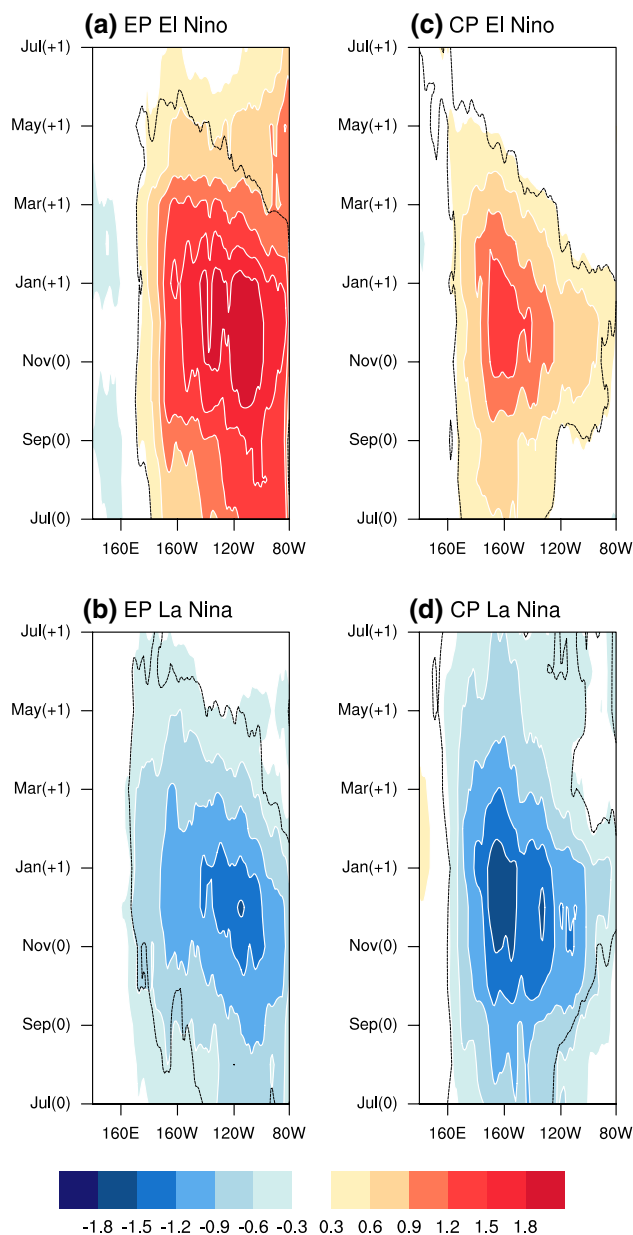 (a) EP El Nino
(c) CP El Nino
Jul(+1)
May(+1)
Mar(+1)
Jan(+1)
Nov(0)
Sep(0)
Jul(0)
160E 160W 120W 80W
Jul(+1)
May(+1)
Mar(+1)
Jan(+1)
Nov(0)
Sep(0)
Jul(0)
160E 160W 120W 80W
(b) EP La Nina
(d) CP La Nina
Jul(+1)
May(+1)
Mar(+1)
Jan(+1)
Nov(0)
Sep(0)
Jul(0)
160E 160W 120W 80W
Jul(+1)
May(+1)
Mar(+1)
Jan(+1)
Nov(0)
Sep(0)
Jul(0)
160E 160W 120W 80W
-1.8 -1.5 -1.2 -0.9 -0.6 -0.3 0.3 0.6 0.9 1.2 1.5 1.8